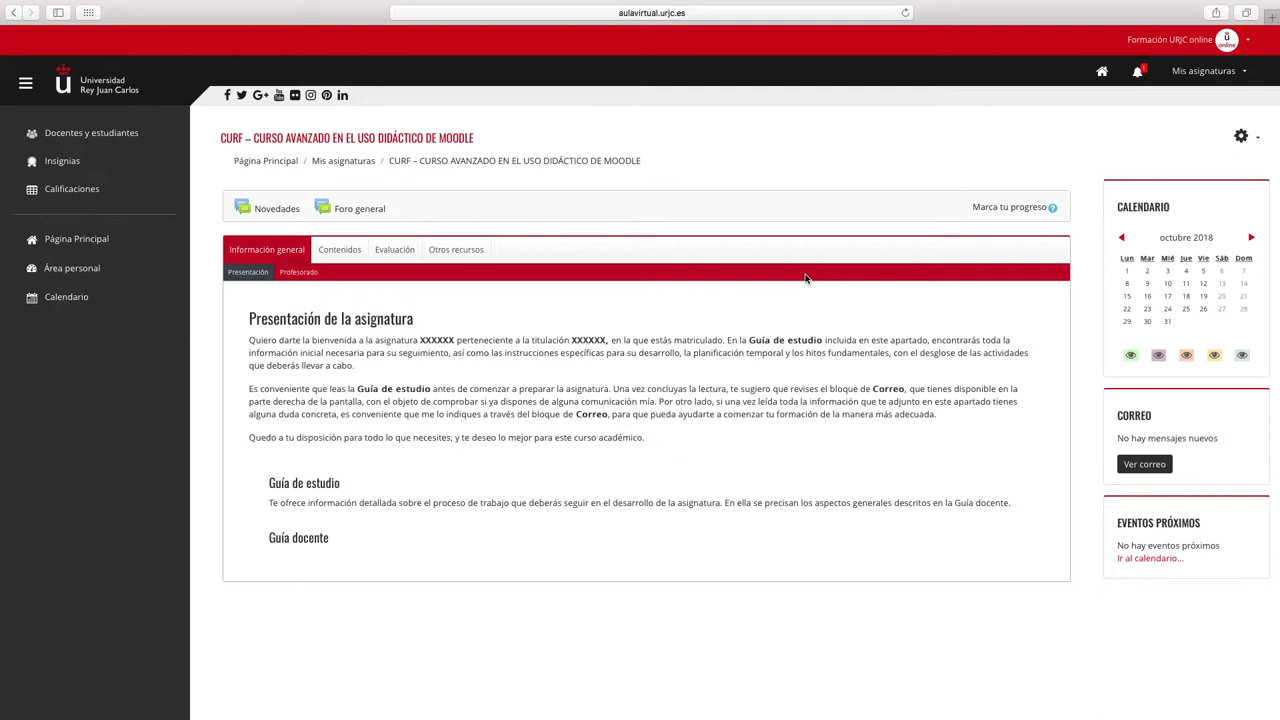 aulavirtual.urjc.es
Formación URJC online
ü
online
Universidad
Rey Juan Carlos
1
Mis asignaturas
Docentes y estudiantes
Insignias
Calificaciones
Página Principal
Área personal
Calendario
CURF – CURSO AVANZADO EN EL USO DIDÁCTICO DE MOODLE
Página Principal / Mis asignaturas / CURF – CURSO AVANZADO EN EL USO DIDÁCTICO DE MOODLE
Novedades Foro general Marca tu progreso
Información general Contenidos Evaluación Otros recursos
Presentación Profesorado
Presentación de la asignatura
Quiero darte la bienvenida a la asignatura XXXXXX perteneciente a la titulación XXXXXX, en la que estás matriculado. En la Guía de estudio incluida en este apartado, encontrarás toda la
información inicial necesaria para su seguimiento, así como las instrucciones específicas para su desarrollo, la planificación temporal y los hitos fundamentales, con el desglose de las actividades
que deberás llevar a cabo.
Es conveniente que leas la Guía de estudio antes de comenzar a preparar la asignatura. Una vez concluyas la lectura, te sugiero que revises el bloque de Correo, que tienes disponible en la
parte derecha de la pantalla, con el objeto de comprobar si ya dispones de alguna comunicación mía. Por otro lado, si una vez leída toda la información que te adjunto en este apartado tienes
alguna duda concreta, es conveniente que me lo indiques a través del bloque de Correo, para que pueda ayudarte a comenzar tu formación de la manera más adecuada.
Quedo a tu disposición para todo lo que necesites, y te deseo lo mejor para este curso académico.
Guía de estudio
Te ofrece información detallada sobre el proceso de trabajo que deberás seguir en el desarrollo de la asignatura. En ella se precisan los aspectos generales descritos en la Guía docente.
Guía docente
CALENDARIO
octubre 2018
Lun Mar Mié Jue Vie Sáb Dom
1 2 3 4 5 6 7
8 9 10 11 12 13 14
15 16 17 18 19 20 21
22 23 24 25 26 27 28
29 30 31
CORREO
No hay mensajes nuevos
Ver correo
EVENTOS PRÓXIMOS
No hay eventos próximos
Ir al calendario...